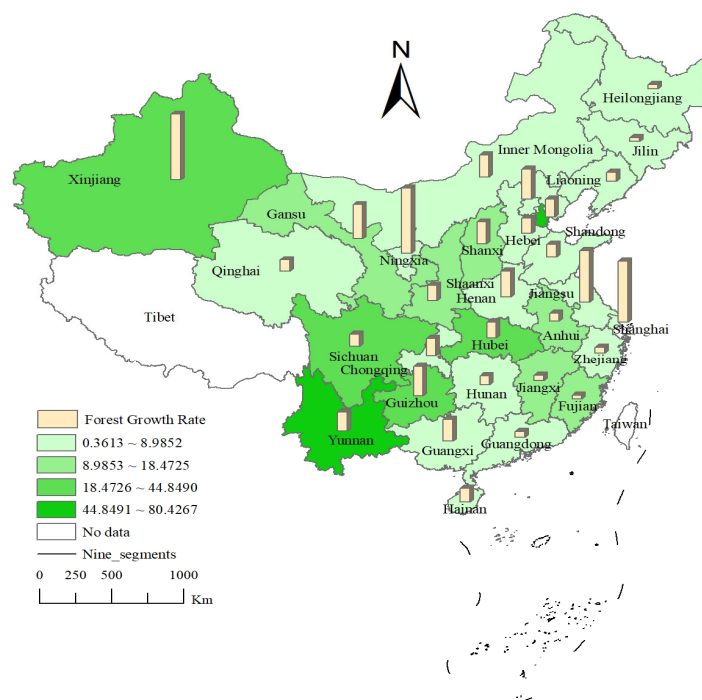 N
Heilongjiang
Jilin
Inner Mongolia
Liaoning
Xinjiang
Gansu
Hebei
Shandong
Shanxi
Ningxia
Qinghai
Shaanxi
Henan
Jiangsu
Tibet
Shanghai
Anhui
Hubei
Sichuan
Chongqing
Zhejiang
Hunan
Jiangxi
Guizhou
Fujian
Yunnan
Guangxi
Guangdong
Taiwan
Hainan
Forest Growth Rate
0.3613 ~ 8.9852
8.9853 ~ 18.4725
18.4726 ~ 44.8490
44.8491 ~ 80.4267
No data
Nine_segments
0 250 500 1000
Km